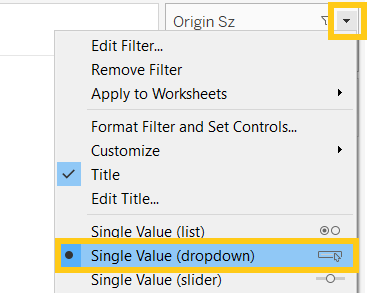 Origin Sz
Edit Filter...
Remove Filter
Apply to Worksheets
Format Filter and Set Controls...
Customize
Title
Edit Title...
Single Value (list)
Single Value (dropdown)
Single Value (slider)